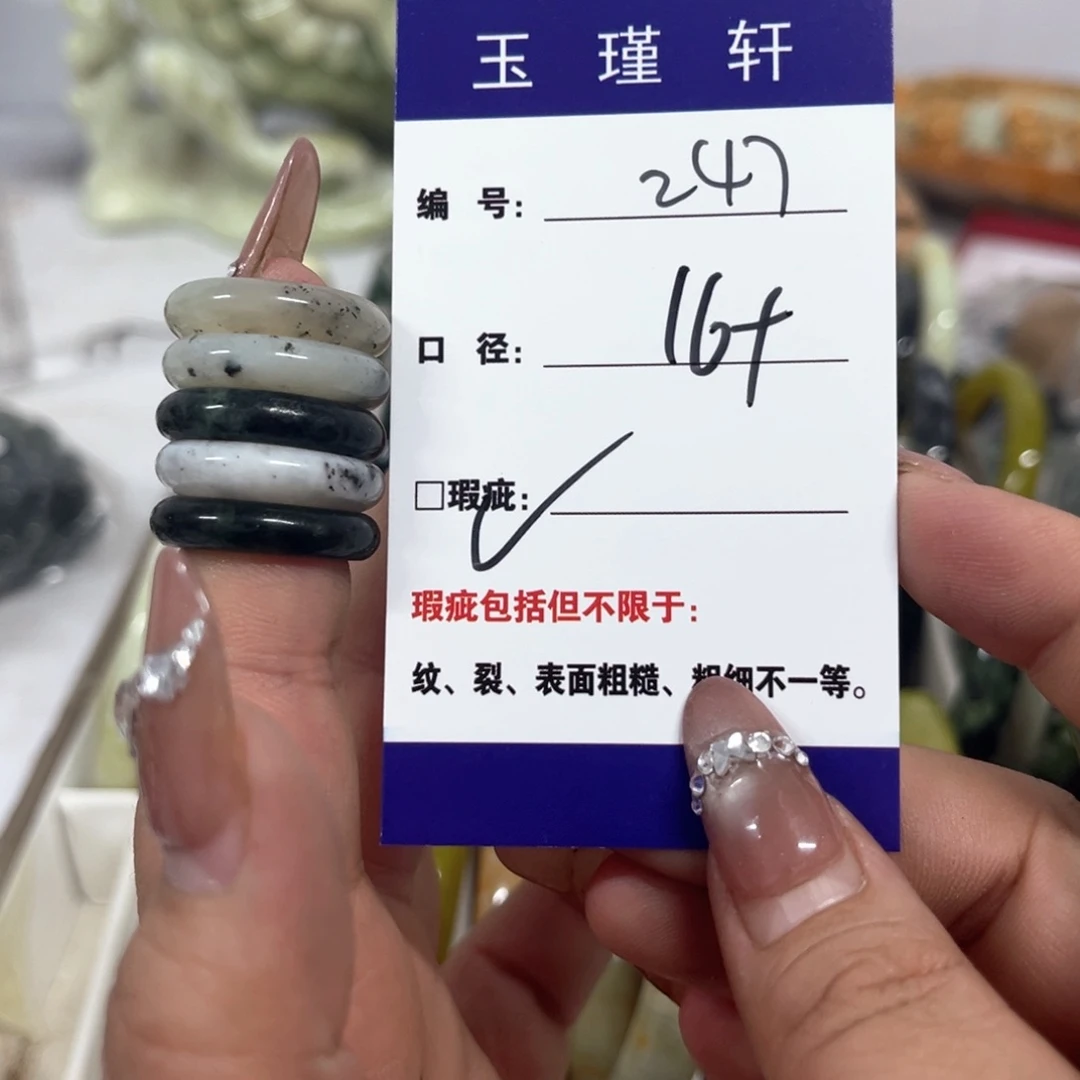 玉瑾轩
编号: 247
口径: 16+
□瑕疵: ✓
瑕疵包括但不限于:
纹、裂、表面粗糙、粗细不一等。